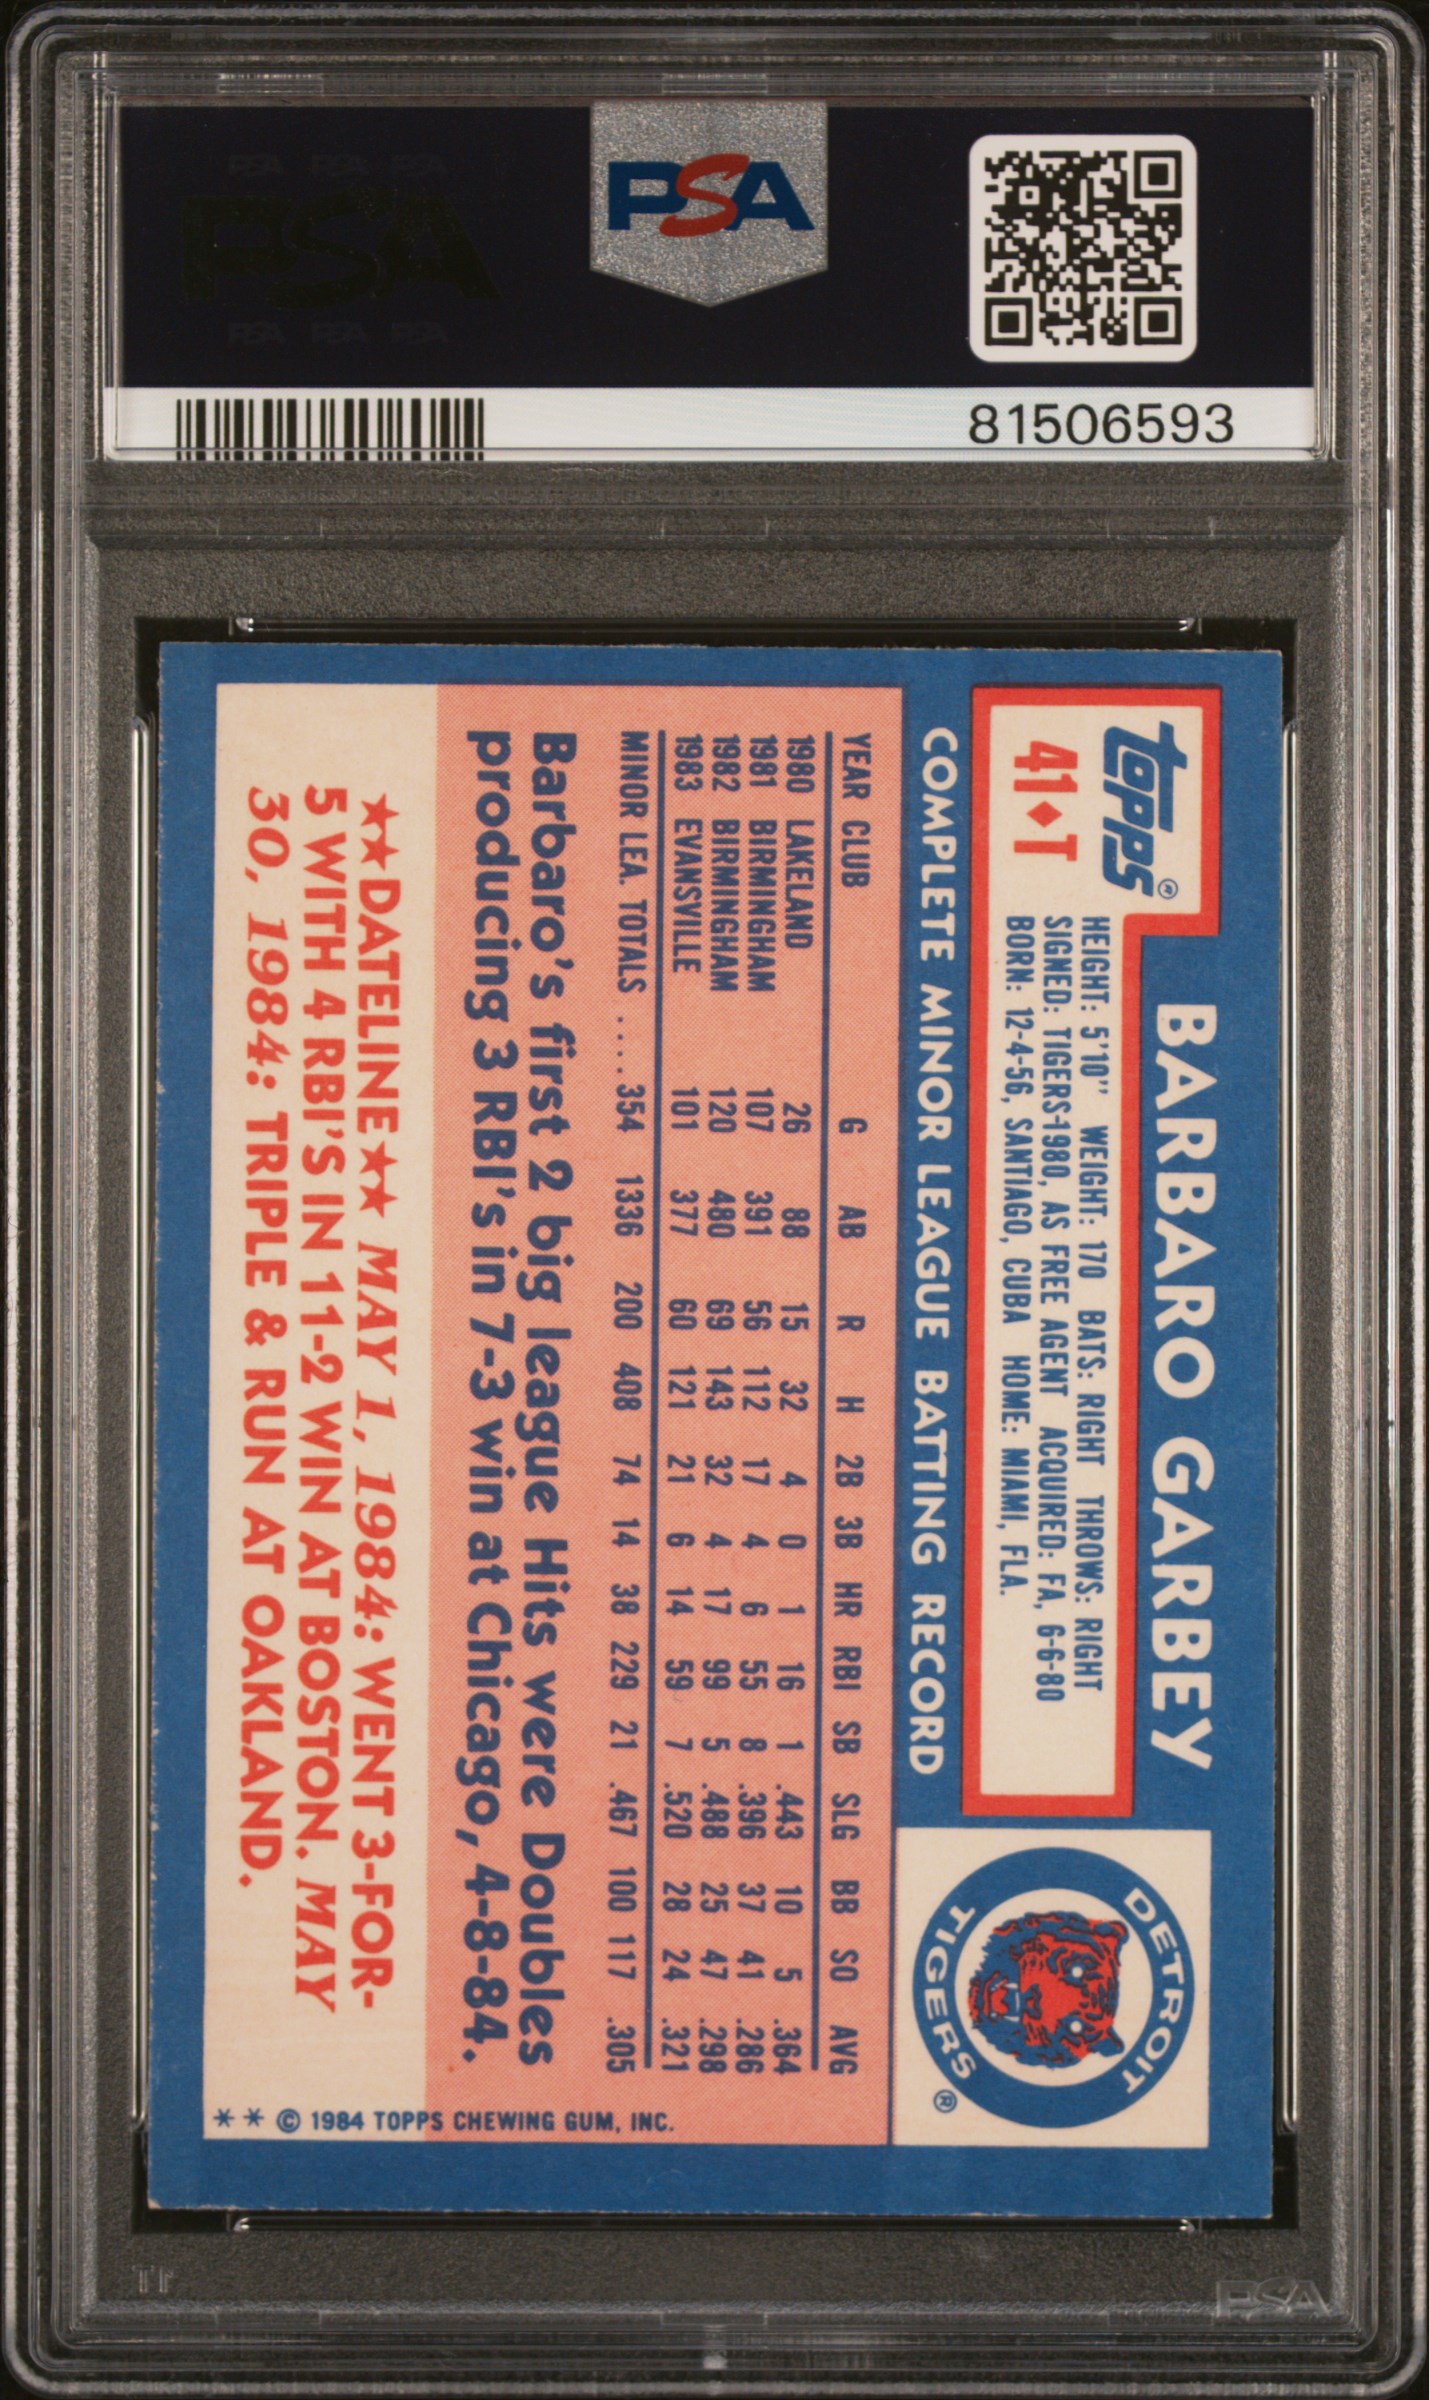 PSA
81506593
topps®
41♦T
BARBARO GARBEY
HEIGHT: 5'10" WEIGHT: 170 BATS: RIGHT THROWS: RIGHT
SIGNED: TIGERS-1980, AS FREE AGENT ACQUIRED: FA, 6-6-80
BORN: 12-4-56, SANTIAGO, CUBA HOME: MIAMI, FLA.
DETROIT
TIGERS®
COMPLETE MINOR LEAGUE BATTING RECORD
YEAR CLUB G AB R H 2B 3B HR RBI SB SLG BB SO AVG
1980 LAKELAND 26 88 15 32 4 0 1 16 1 .443 10 5 .364
1981 BIRMINGHAM 107 391 56 112 17 4 6 55 8 .396 37 41 .286
1982 BIRMINGHAM 120 480 69 143 32 4 17 99 5 .488 25 47 .298
1983 EVANSVILLE 101 377 60 121 21 6 14 59 7 .520 28 24 .321
MINOR LEA. TOTALS ....354 1336 200 408 74 14 38 229 21 .467 100 117 .305
Barbaro's first 2 big league Hits were Doubles
producing 3 RBI's in 7-3 win at Chicago, 4-8-84.
★★DATELINE★★ MAY 1, 1984: WENT 3-FOR-
5 WITH 4 RBI'S IN 11-2 WIN AT BOSTON. MAY
30, 1984: TRIPLE & RUN AT OAKLAND.
** © 1984 TOPPS CHEWING GUM, INC.
PSA
PSA PSA PSA
PSA PSA PSA
PSA